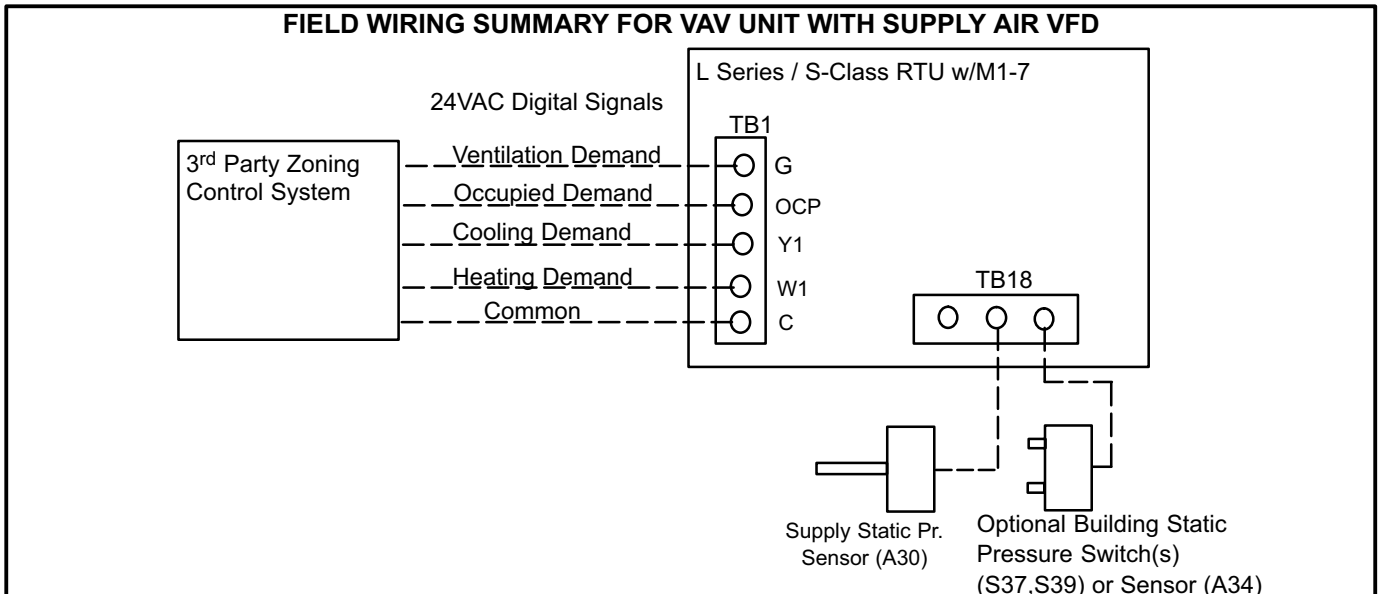 FIELD WIRING SUMMARY FOR VAV UNIT WITH SUPPLY AIR VFD
L Series / S-Class RTU w/M1-7
24VAC Digital Signals
TB1
3rd Party Zoning
Control System
Ventilation Demand
G
Occupied Demand
OCP
Cooling Demand
Y1
Heating Demand
W1
Common
C
TB18
Supply Static Pr.
Sensor (A30)
Optional Building Static
Pressure Switch(s)
(S37,S39) or Sensor (A34)